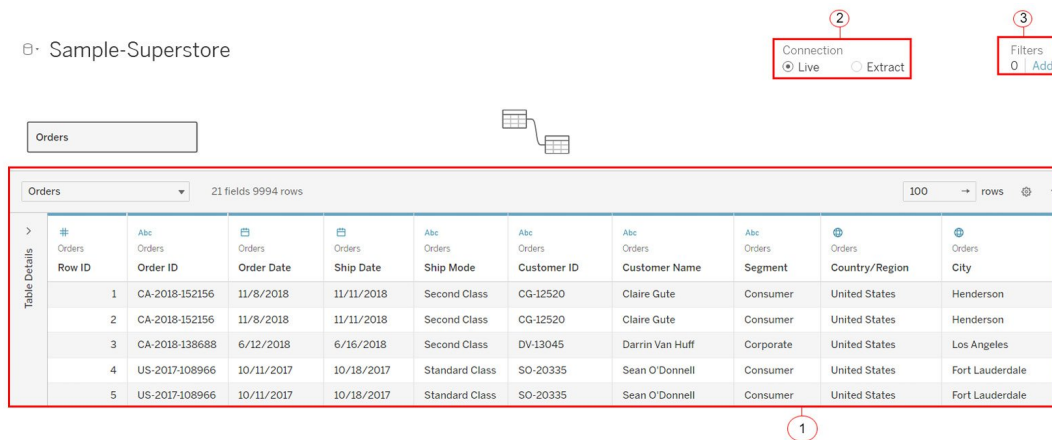 2
3
Sample-Superstore
Connection
Live Extract
Filters
0 Add
Orders
Orders 21 fields 9994 rows 100 → rows
Table Details
# Abc Abc Abc Abc Abc
Orders Orders Orders Orders Orders Orders Orders Orders Orders Orders
Row ID Order ID Order Date Ship Date Ship Mode Customer ID Customer Name Segment Country/Region City
1 CA-2018-152156 11/8/2018 11/11/2018 Second Class CG-12520 Claire Gute Consumer United States Henderson
2 CA-2018-152156 11/8/2018 11/11/2018 Second Class CG-12520 Claire Gute Consumer United States Henderson
3 CA-2018-138688 6/12/2018 6/16/2018 Second Class DV-13045 Darrin Van Huff Corporate United States Los Angeles
4 US-2017-108966 10/11/2017 10/18/2017 Standard Class SO-20335 Sean O'Donnell Consumer United States Fort Lauderdale
5 US-2017-108966 10/11/2017 10/18/2017 Standard Class SO-20335 Sean O'Donnell Consumer United States Fort Lauderdale
1